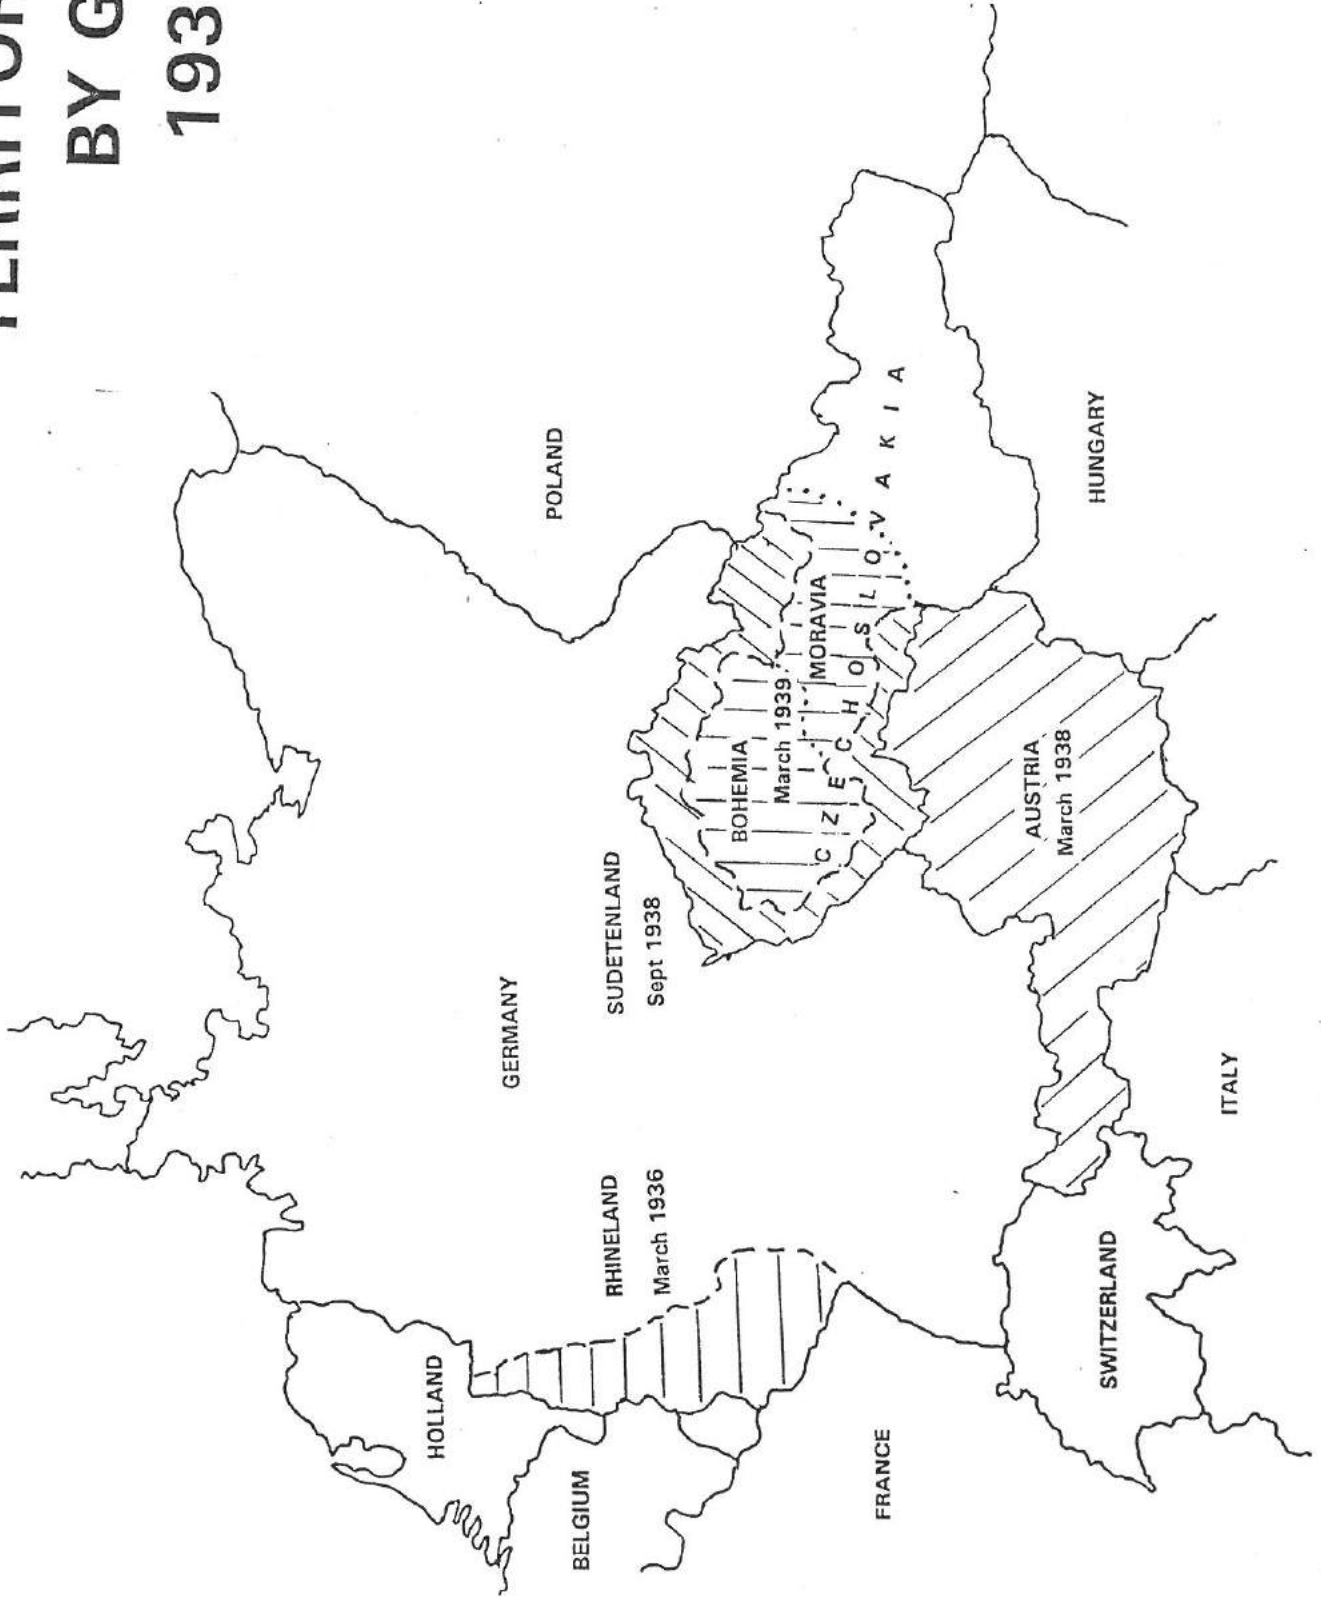 TERRITOR
BY G
193
HOLLAND
GERMANY
POLAND
BELGIUM
RHINELAND
March 1936
SUDETENLAND
Sept 1938
BOHEMIA
March 1939
MORAVIA
CZECHOSLOVAKIA
FRANCE
AUSTRIA
March 1938
HUNGARY
SWITZERLAND
ITALY